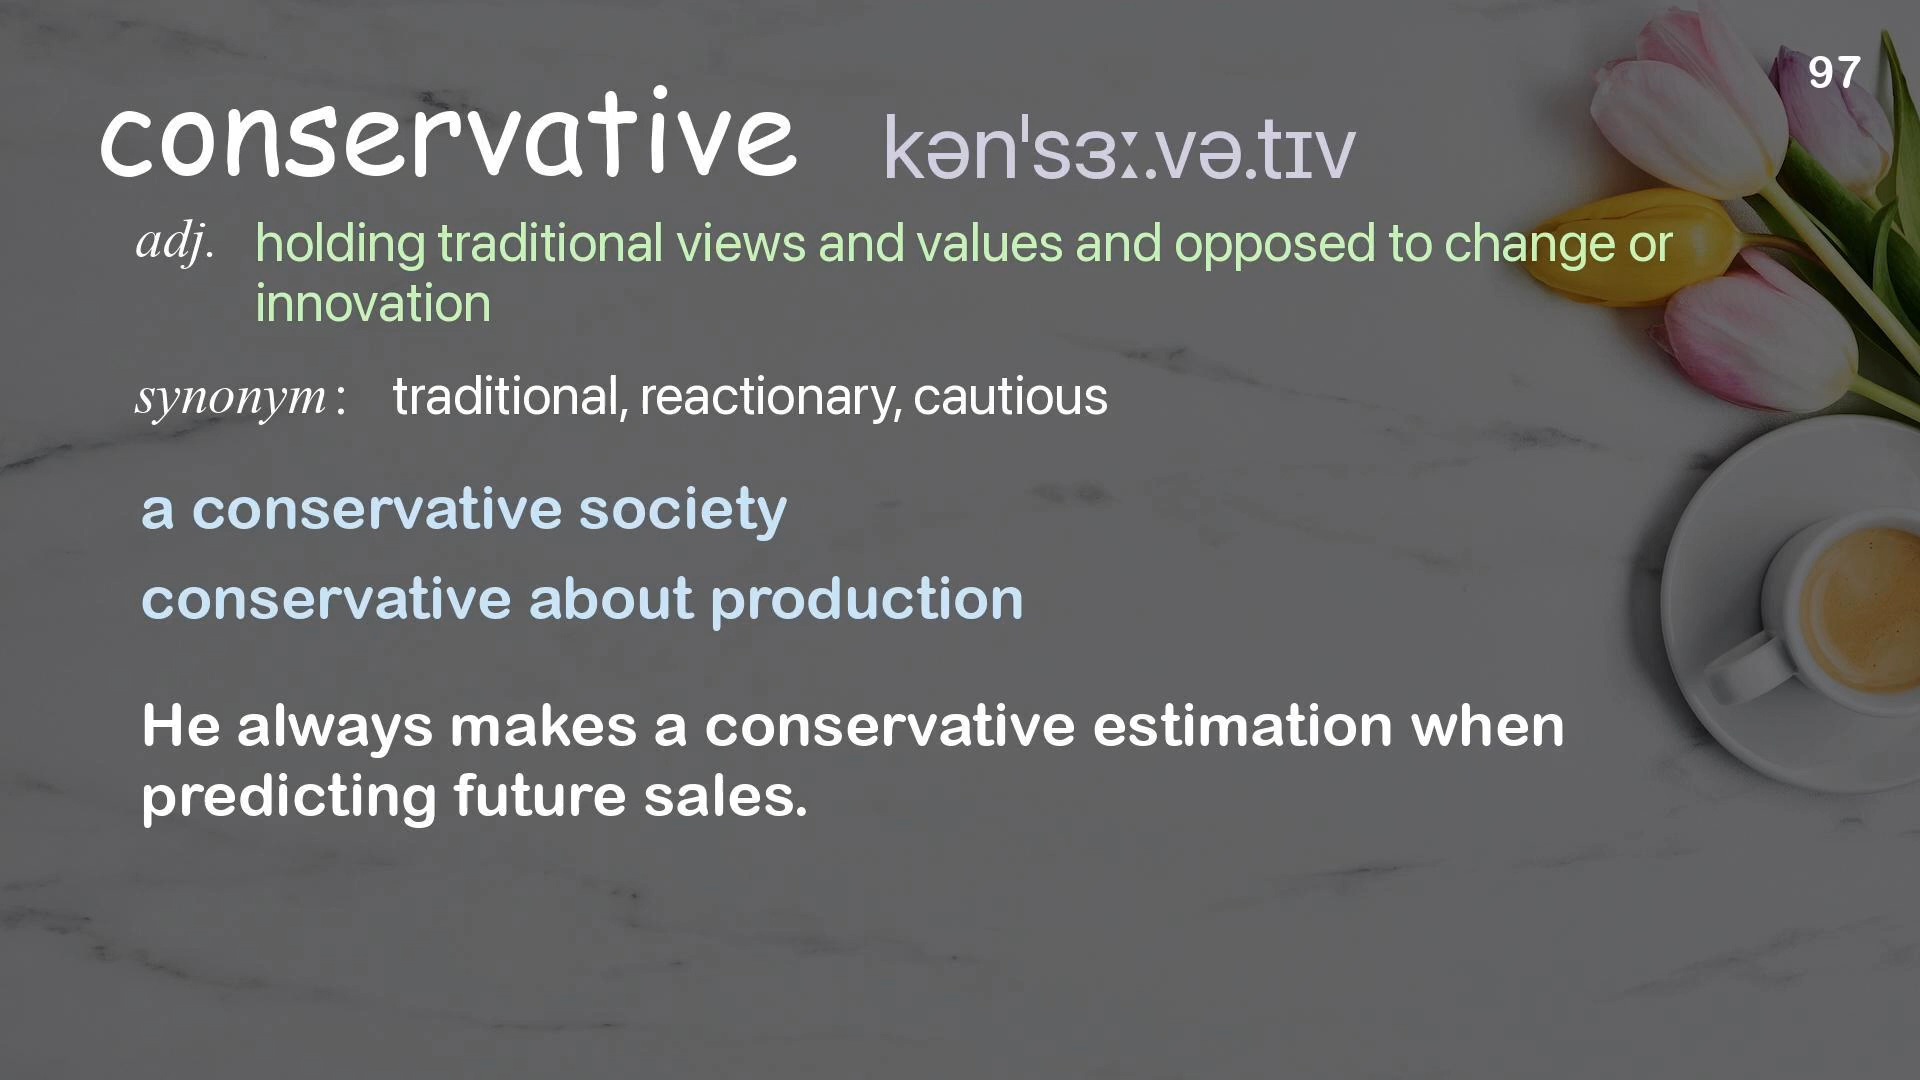 97
conservative kənˈsɜː.və.tɪv
adj. holding traditional views and values and opposed to change or
innovation
synonym : traditional, reactionary, cautious
a conservative society
conservative about production
He always makes a conservative estimation when
predicting future sales.